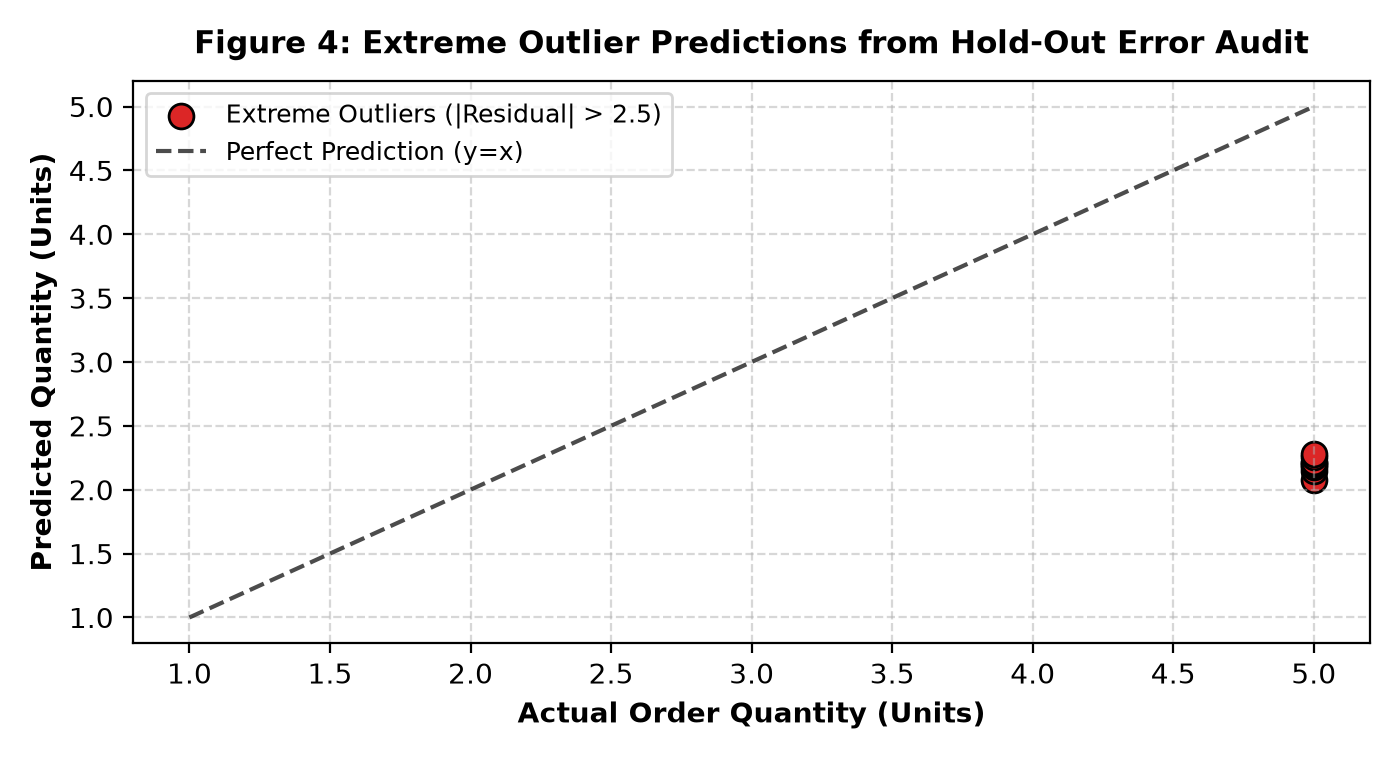 Figure 4: Extreme Outlier Predictions from Hold-Out Error Audit
Extreme Outliers (|Residual| > 2.5)
Perfect Prediction (y=x)
Predicted Quantity (Units)
5.0
4.5
4.0
3.5
3.0
2.5
2.0
1.5
1.0
1.0 1.5 2.0 2.5 3.0 3.5 4.0 4.5 5.0
Actual Order Quantity (Units)